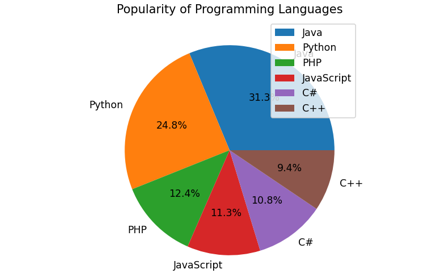 Popularity of Programming Languages
Java
Python
PHP
JavaScript
C#
C++
Java
31.3
Python
24.8%
12.4%
PHP
11.3%
JavaScript
10.8%
C#
9.4%
C++